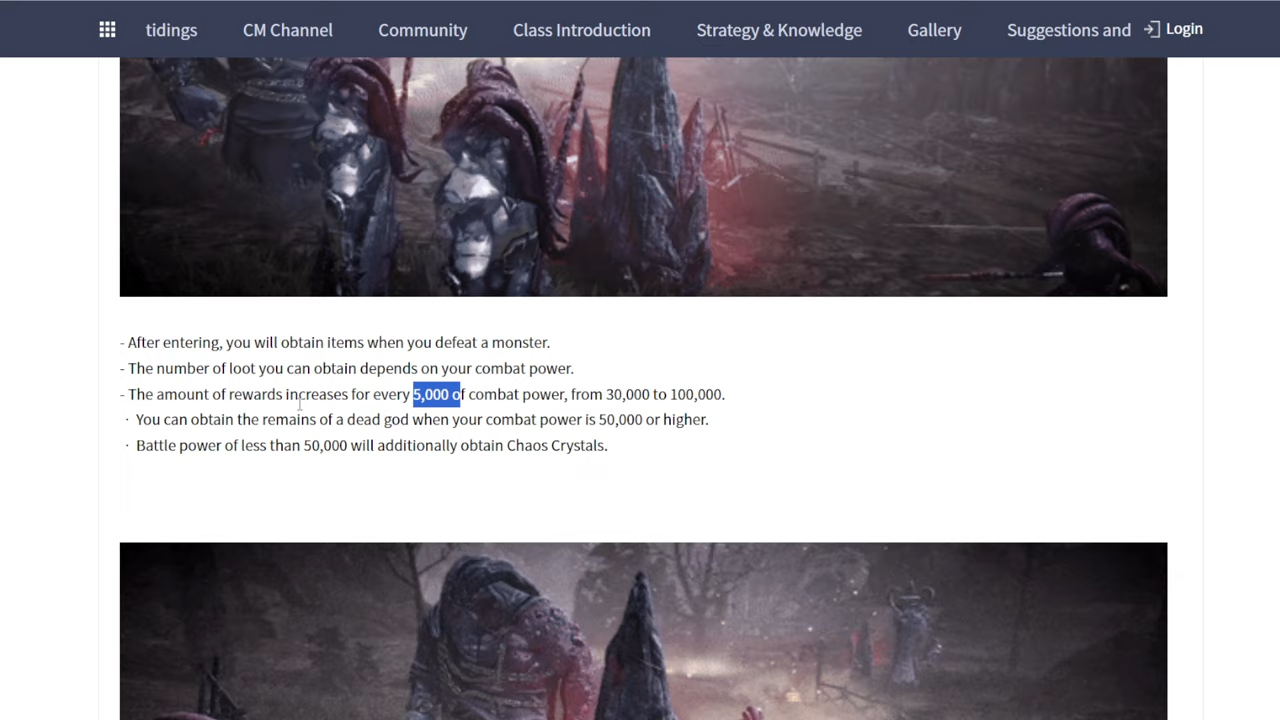 tidings CM Channel Community Class Introduction Strategy & Knowledge Gallery Suggestions and Login
- After entering, you will obtain items when you defeat a monster.
- The number of loot you can obtain depends on your combat power.
- The amount of rewards increases for every 5,000 of combat power, from 30,000 to 100,000.
· You can obtain the remains of a dead god when your combat power is 50,000 or higher.
· Battle power of less than 50,000 will additionally obtain Chaos Crystals.